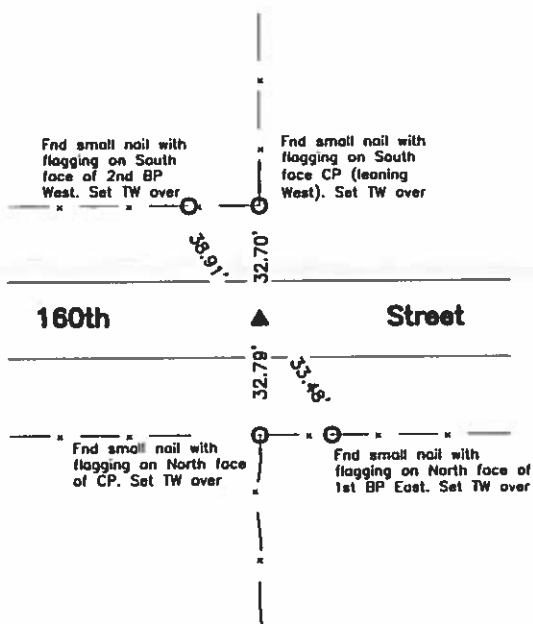 Fnd small nail with
flagging on South
face of 2nd BP
West. Set TW over
Fnd small nail with
flagging on South
face CP (leaning
West). Set TW over
38.91'
32.70'
160th Street
32.79'
33.48'
Fnd small nail with
flagging on North face
of CP. Set TW over
Fnd small nail with
flagging on North face of
1st BP East. Set TW over